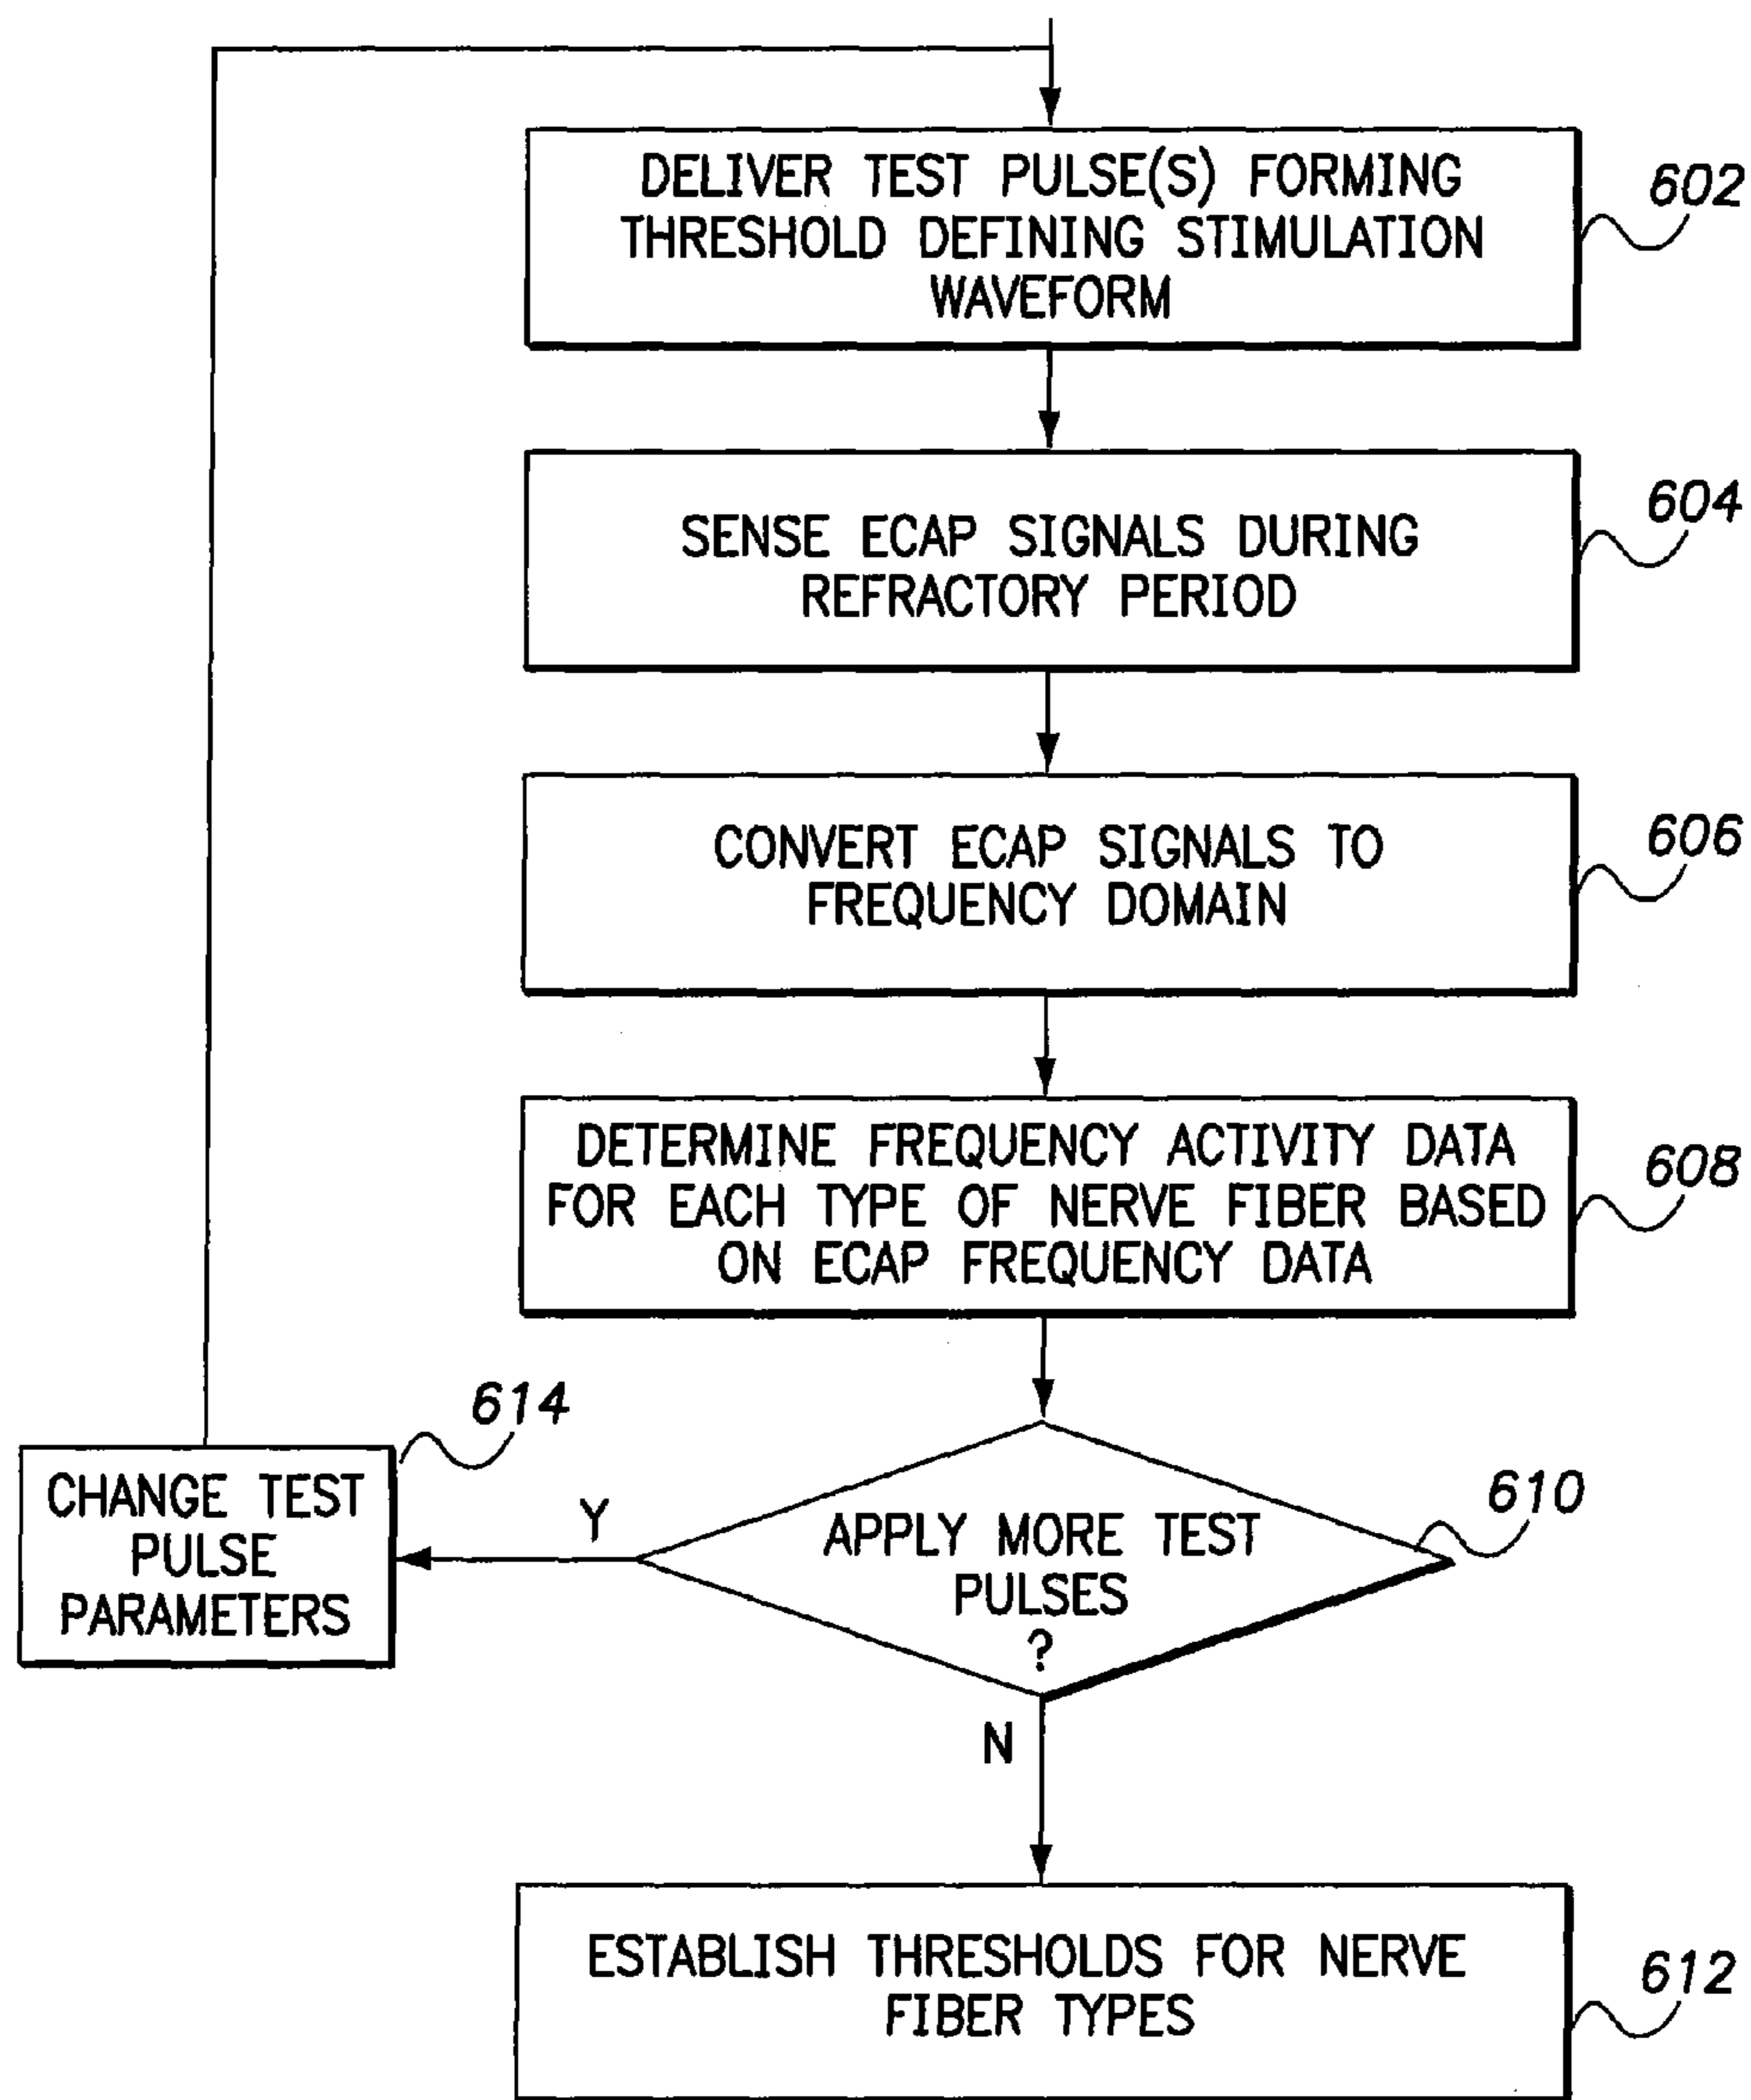 DELIVER TEST PULSE(S) FORMING
THRESHOLD DEFINING STIMULATION
WAVEFORM
602
SENSE ECAP SIGNALS DURING
REFRACTORY PERIOD
604
CONVERT ECAP SIGNALS TO
FREQUENCY DOMAIN
606
DETERMINE FREQUENCY ACTIVITY DATA
FOR EACH TYPE OF NERVE FIBER BASED
ON ECAP FREQUENCY DATA
608
614
CHANGE TEST
PULSE
PARAMETERS
Y
APPLY MORE TEST
PULSES
?
610
N
ESTABLISH THRESHOLDS FOR NERVE
FIBER TYPES
612